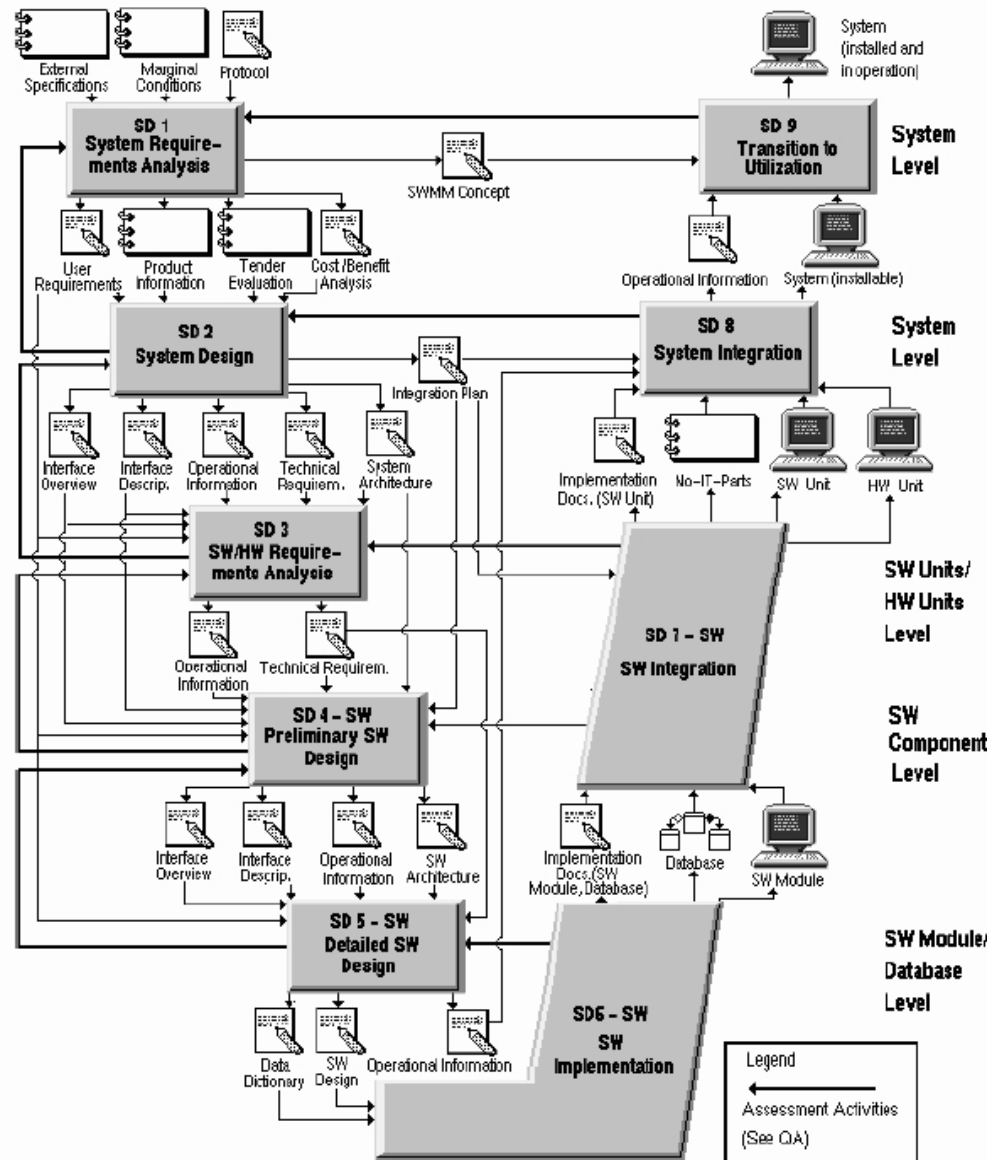 External
Specifications
Marginal
Conditions
Protocol
System
(installed and
in operation)
SD 1
System Require-
ments Analysis
SD 9
Transition to
Utilization
System
Level
SWMM Concept
User
Requirements
Product
Information
Tender
Evaluation
Cost/Benefit
Analysis
Operational Information
System (installable)
SD 2
System Design
SD 8
System Integration
System
Level
Integration Plan
Interface
Overview
Interface
Descrip.
Operational
Information
Technical
Requirem.
System
Architecture
Implementation
Docs. (SW Unit)
No-IT-Parts
SW Unit
HW Unit
SD 3
SW/HW Require-
ments Analysis
SW Units/
HW Units
Level
Operational
Information
Technical Requirem.
SD 7 - SW
SW Integration
SD 4 - SW
Preliminary SW
Design
SW
Component
Level
Interface
Overview
Interface
Descrip.
Operational
Information
SW
Architecture
Implementation
Docs.(SW
Module, Database)
Database
SW Module
SD 5 - SW
Detailed SW
Design
SW Module/
Database
Level
SD6 - SW
SW
Implementation
Data
Dictionary
SW
Design
Operational Information
Legend
Assessment Activities
(See QA)